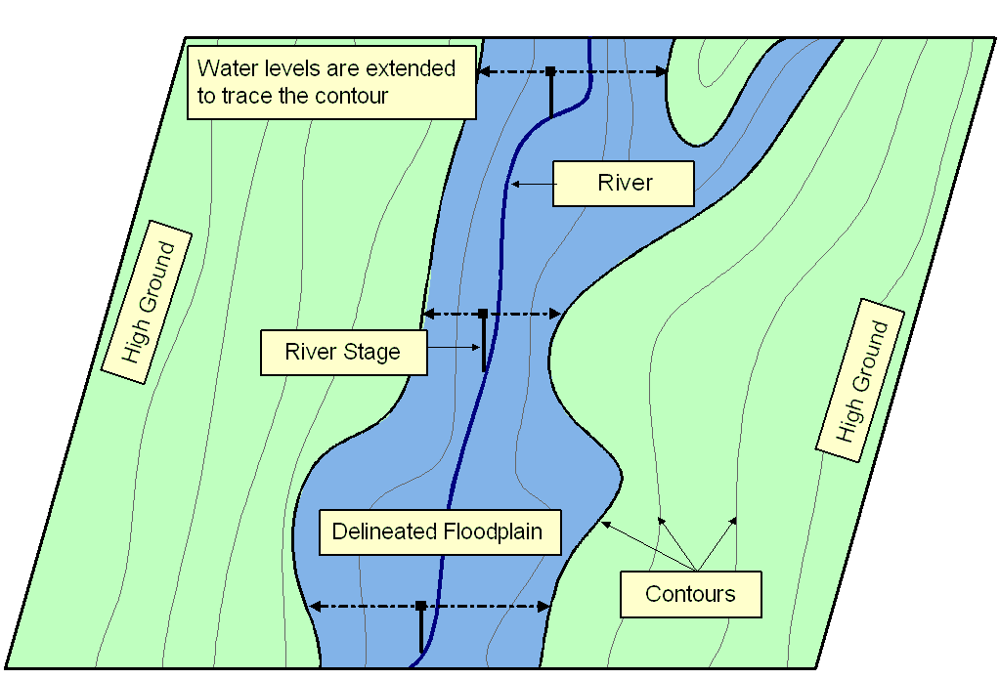 Water levels are extended
to trace the contour
River
High Ground
River Stage
High Ground
Delineated Floodplain
Contours